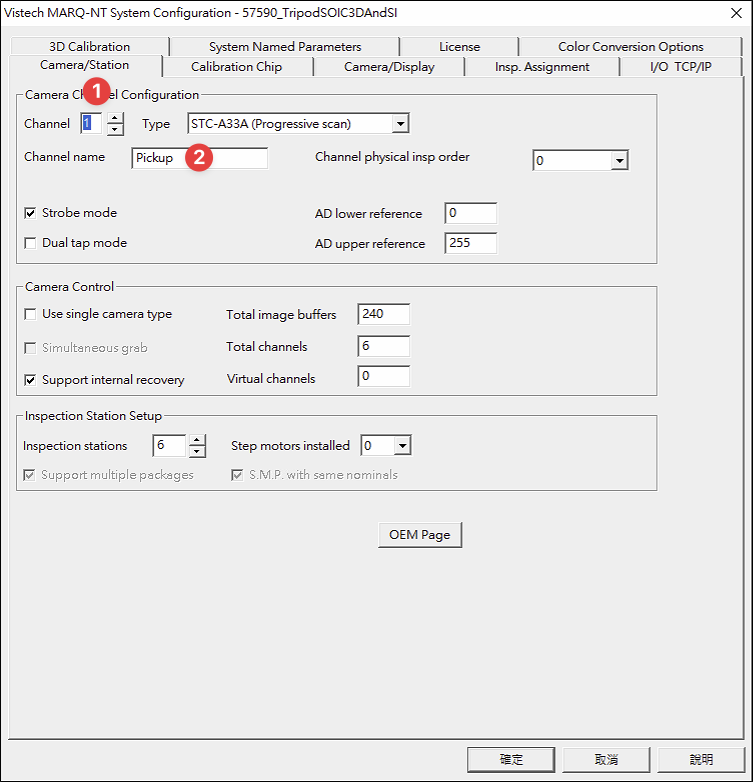 Vistech MARQ-NT System Configuration - 57590_TripodSOIC3DAndSI
3D Calibration System Named Parameters License Color Conversion Options
Camera/Station Calibration Chip Camera/Display Insp. Assignment I/O TCP/IP
1
Camera Ch el Configuration
Channel 1 Type STC-A33A (Progressive scan)
Channel name Pickup 2 Channel physical insp order 0
Strobe mode AD lower reference 0
Dual tap mode AD upper reference 255
Camera Control
Use single camera type Total image buffers 240
Simultaneous grab Total channels 6
Support internal recovery Virtual channels 0
Inspection Station Setup
Inspection stations 6 Step motors installed 0
Support multiple packages S.M.P. with same nominals
OEM Page
確定 取消 說明